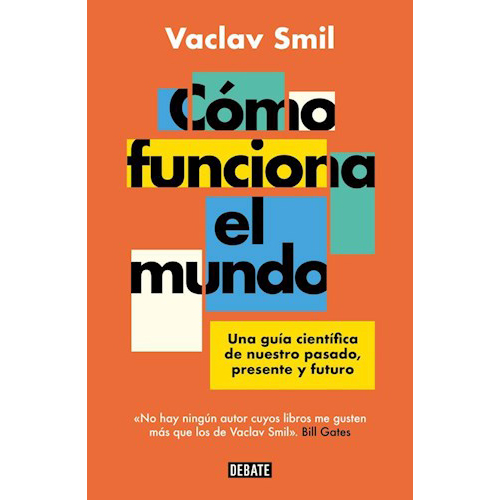 Vaclav Smil
Cómo
funciona
el
mundo
Una guía científica
de nuestro pasado,
presente y futuro
«No hay ningún autor cuyos libros me gusten
más que los de Vaclav Smil». Bill Gates
DEBATE